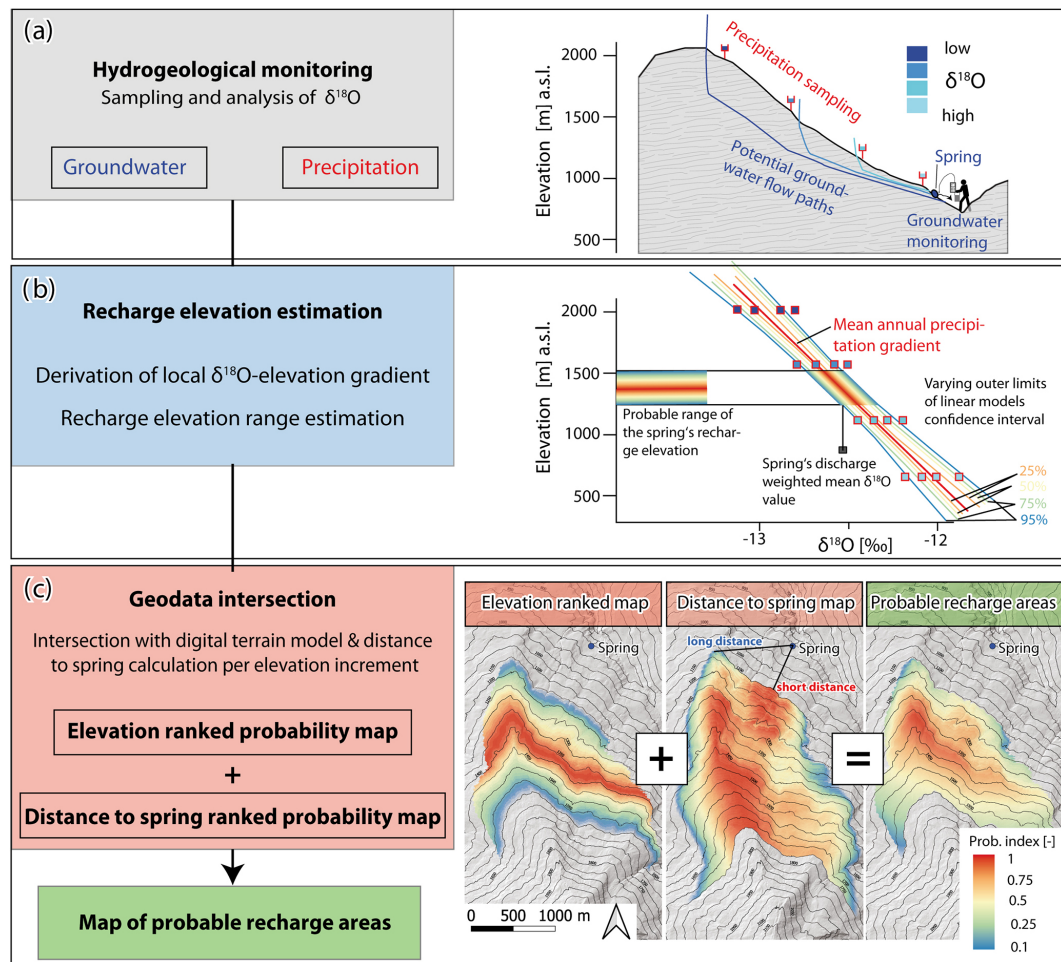 (a)
Hydrogeological monitoring
Sampling and analysis of δ¹⁸O
Groundwater
Precipitation
Elevation [m] a.s.l.
2000
1500
1000
500
Precipitation sampling
Potential ground-
water flow paths
low
δ¹⁸O
high
Spring
Groundwater
monitoring
(b)
Recharge elevation estimation
Derivation of local δ¹⁸O-elevation gradient
Recharge elevation range estimation
Elevation [m] a.s.l.
2000
1500
1000
500
Mean annual precipi-
tation gradient
Varying outer limits
of linear models
confidence interval
Probable range of
the spring's rechar-
ge elevation
Spring's discharge
weighted mean δ¹⁸O
value
25%
50%
75%
95%
-13
-12
δ¹⁸O [‰]
(c)
Geodata intersection
Intersection with digital terrain model & distance
to spring calculation per elevation increment
Elevation ranked probability map
+
Distance to spring ranked probability map
Map of probable recharge areas
Elevation ranked map
Spring
+
Distance to spring map
long distance
Spring
short distance
=
Probable recharge areas
Spring
0 500 1000 m
Prob. index [-]
1
0.75
0.5
0.25
0.1